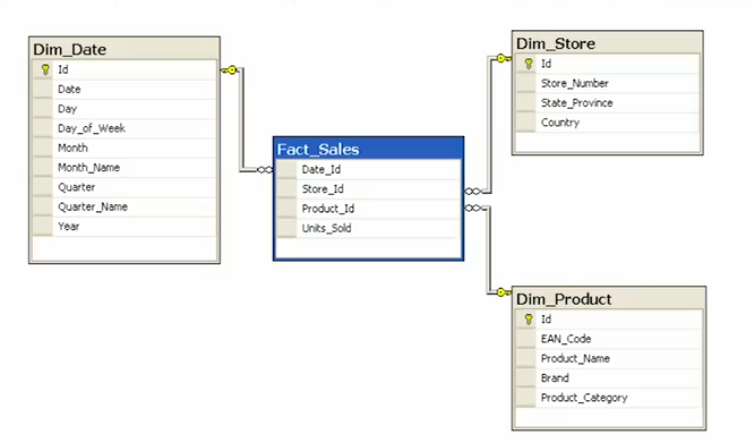 Dim_Date
Id
Date
Day
Day_of_Week
Month
Month_Name
Quarter
Quarter_Name
Year
Fact_Sales
Date_Id
Store_Id
Product_Id
Units_Sold
Dim_Store
Id
Store_Number
State_Province
Country
Dim_Product
Id
EAN_Code
Product_Name
Brand
Product_Category